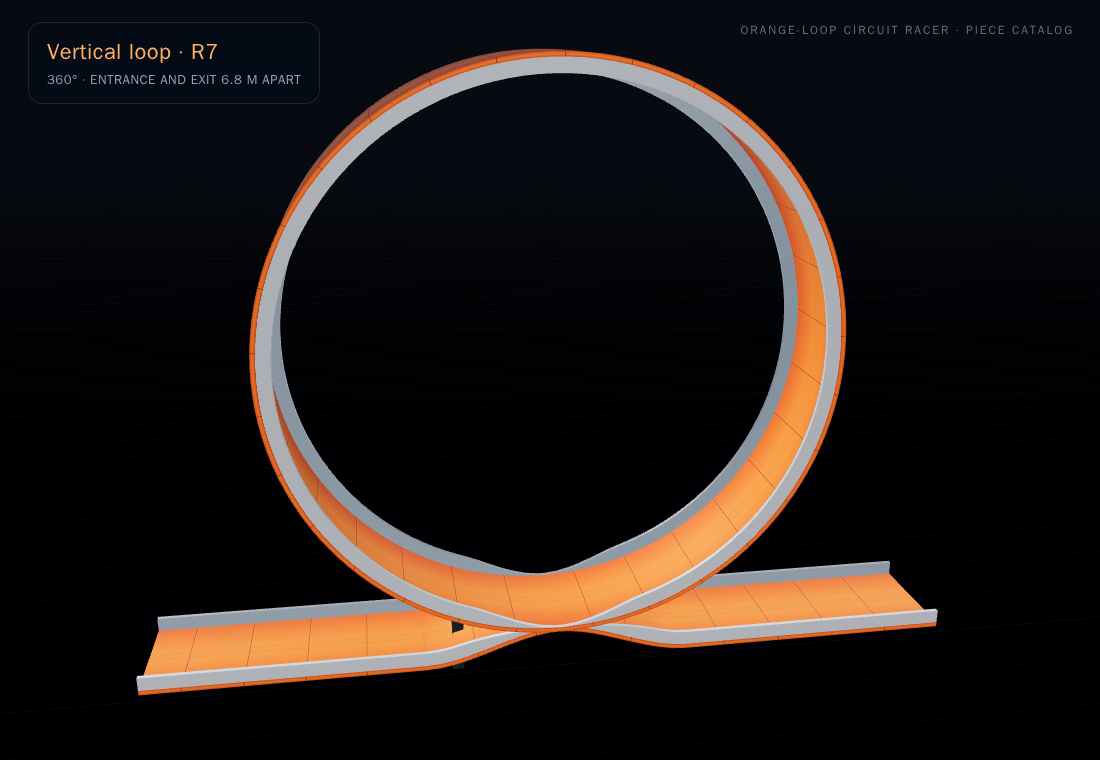 Vertical loop · R7
360° · ENTRANCE AND EXIT 6.8 M APART
ORANGE-LOOP CIRCUIT RACER · PIECE CATALOG